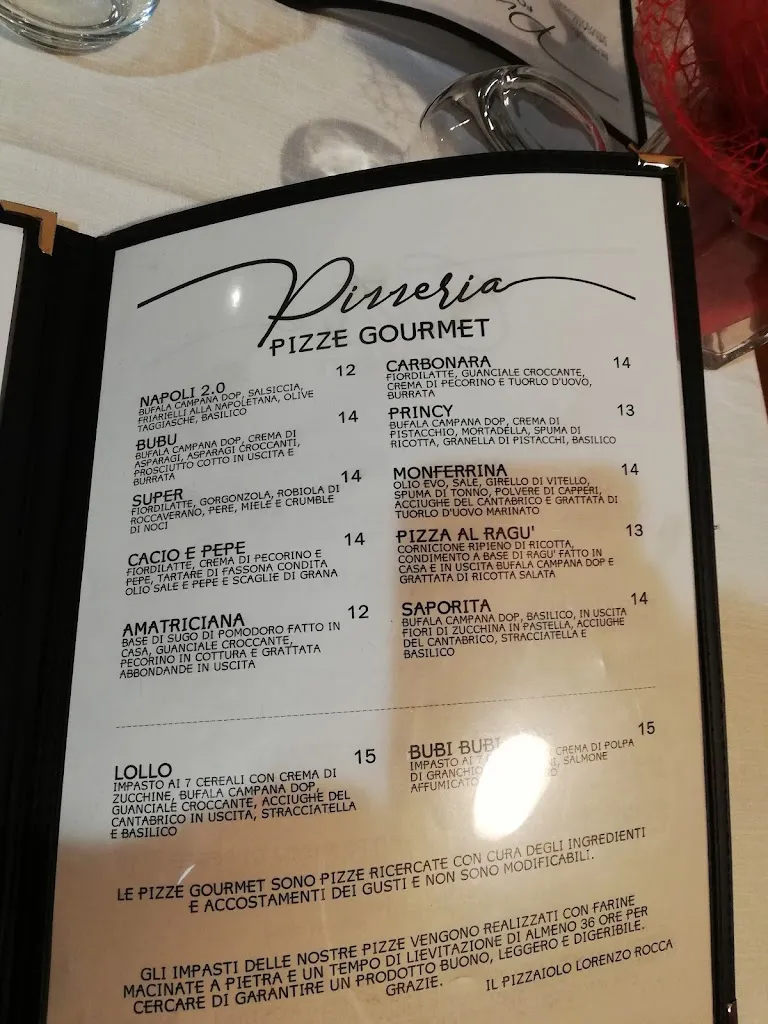 Pizzeria
PIZZE GOURMET
NAPOLI 2.0 12
BUFALA CAMPANA DOP, SALSICCIA,
FRIARIELLI ALLA NAPOLETANA, OLIVE
TAGGIASCHE, BASILICO
BUBU 14
BUFALA CAMPANA DOP, CREMA DI
ASPARAGI, ASPARAGI CROCCANTI,
PROSCIUTTO COTTO IN USCITA E
BURRATA
SUPER 14
FIORDILATTE, GORGONZOLA, ROBIOLA DI
ROCCAVERANO, PERE, MIELE E CRUMBLE
DI NOCI
CACIO E PEPE 14
FIORDILATTE, CREMA DI PECORINO E
PEPE, TARTARE DI FASSONA CONDITA
OLIO SALE E PEPE E SCAGLIE DI GRANA
AMATRICIANA 12
BASE DI SUGO DI POMODORO FATTO IN
CASA, GUANCIALE CROCCANTE,
PECORINO IN COTTURA E GRATTATA
ABBONDANDE IN USCITA
CARBONARA 14
FIORDILATTE, GUANCIALE CROCCANTE,
CREMA DI PECORINO E TUORLO D'UOVO,
BURRATA
PRINCY 13
BUFALA CAMPANA DOP, CREMA DI
PISTACCHIO, MORTADELLA, SPUMA DI
RICOTTA, GRANELLA DI PISTACCHI, BASILICO
MONFERRINA 14
OLIO EVO, SALE, GIRELLO DI VITELLO,
SPUMA DI TONNO, POLVERE DI CAPPERI,
ACCIUGHE DEL CANTABRICO E GRATTATA DI
TUORLO D'UOVO MARINATO
PIZZA AL RAGU' 13
CORNICIONE RIPIENO DI RICOTTA,
CONDIMENTO A BASE DI RAGU' FATTO IN
CASA E IN USCITA BUFALA CAMPANA DOP E
GRATTATA DI RICOTTA SALATA
SAPORITA 14
BUFALA CAMPANA DOP, BASILICO, IN USCITA
FIORI DI ZUCCHINA IN PASTELLA, ACCIUGHE
DEL CANTABRICO, STRACCIATELLA E
BASILICO
LOLLO 15
IMPASTO AI 7 CEREALI CON CREMA DI
ZUCCHINE, BUFALA CAMPANA DOP,
GUANCIALE CROCCANTE, ACCIUGHE DEL
CANTABRICO IN USCITA, STRACCIATELLA
E BASILICO
BUBI BUBI 15
IMPASTO AI 7 CREMA DI POLPA
DI GRANCHIO SALMONE
AFFUMICATO
LE PIZZE GOURMET SONO PIZZE RICERCATE CON CURA DEGLI INGREDIENTI
E ACCOSTAMENTI DEI GUSTI E NON SONO MODIFICABILI.
GLI IMPASTI DELLE NOSTRE PIZZE VENGONO REALIZZATI CON FARINE
MACINATE A PIETRA E UN TEMPO DI LIEVITAZIONE DI ALMENO 36 ORE PER
CERCARE DI GARANTIRE UN PRODOTTO BUONO, LEGGERO E DIGERIBILE.
GRAZIE. IL PIZZAIOLO LORENZO ROCCA